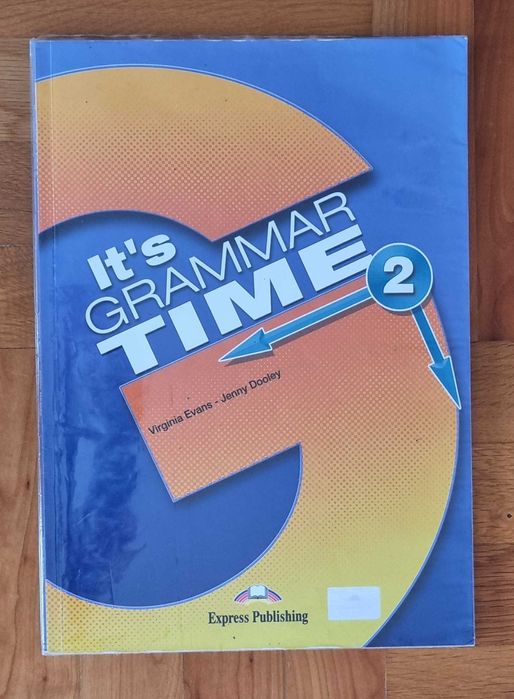 It's
GRAMMAR
TIME 2
Virginia Evans - Jenny Dooley
Express Publishing